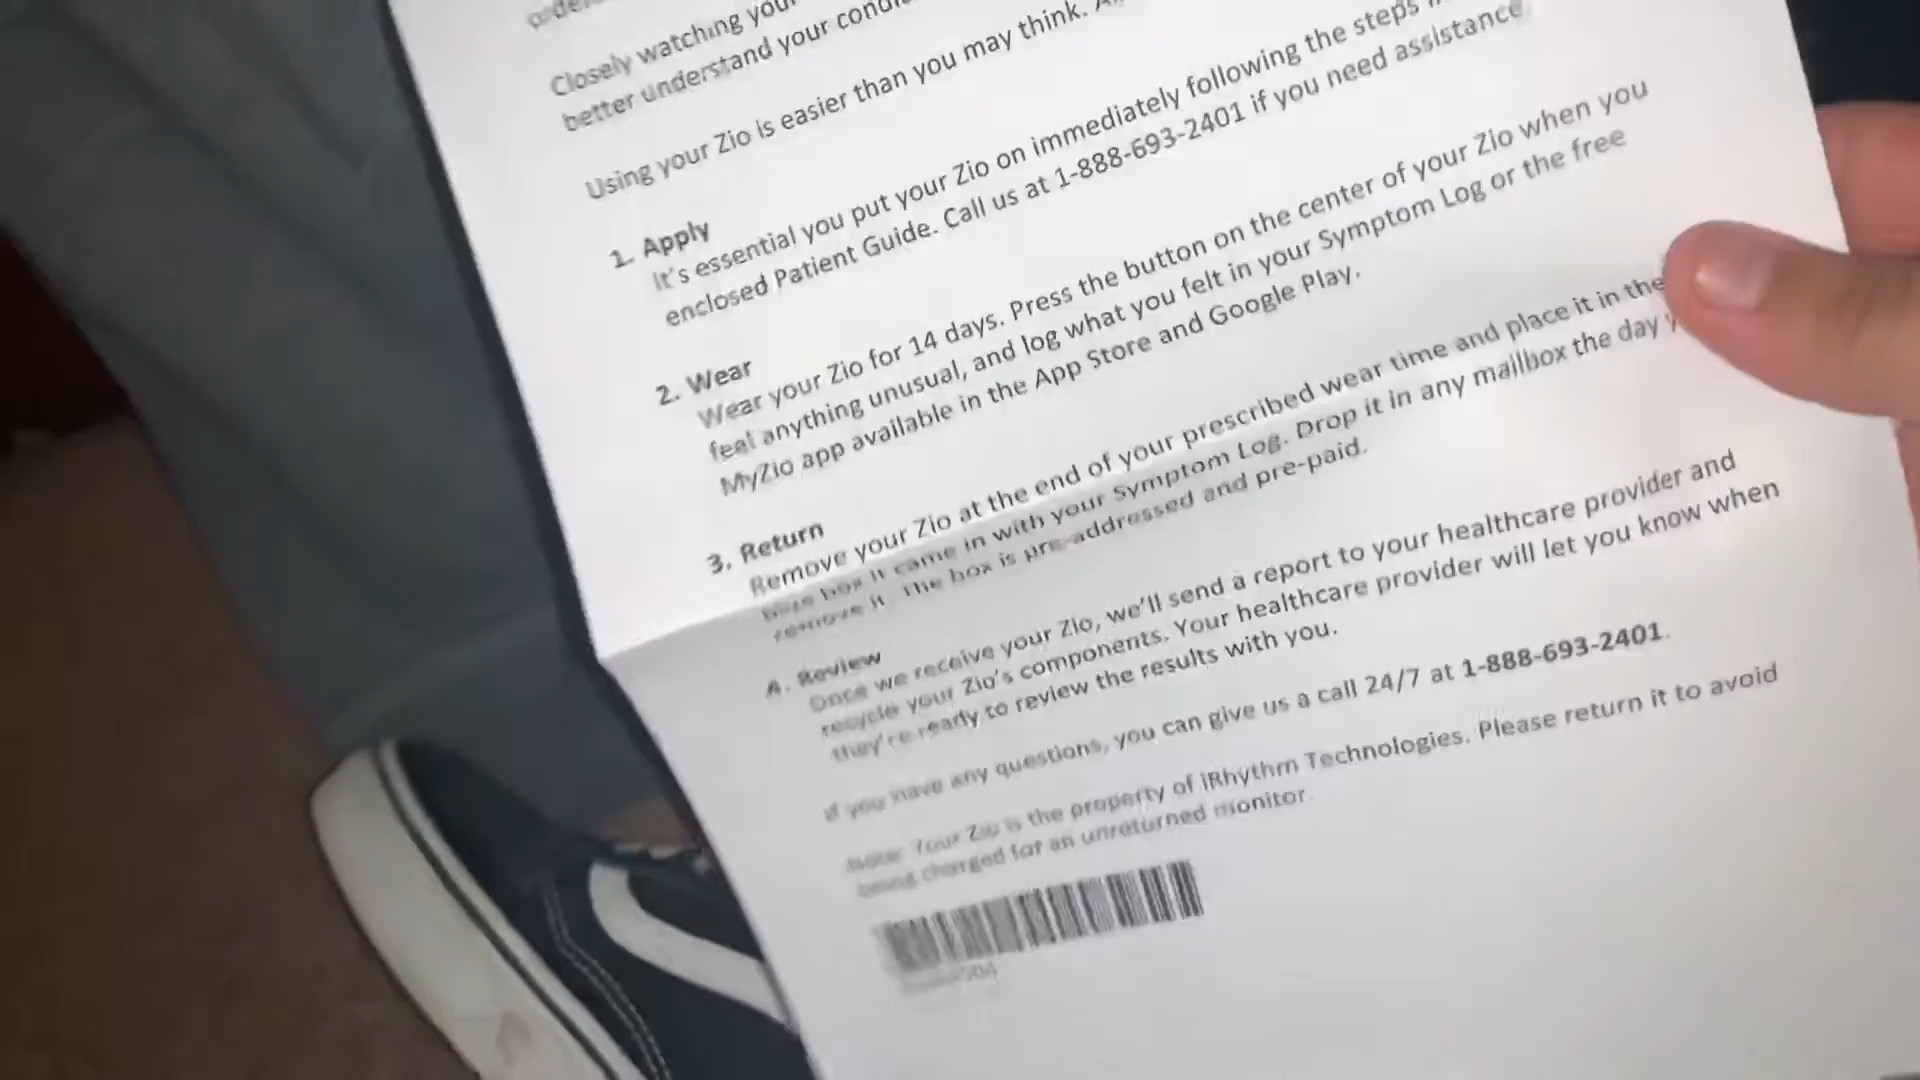 Closely watching your
better understand your
Using your Zio is easier than you may think.
1. Apply
It's essential you put your Zio on immediately following the steps
enclosed Patient Guide. Call us at 1-888-693-2401 if you need assistance
2. Wear
Wear your Zio for 14 days. Press the button on the center of your Zio when you
feel anything unusual, and log what you felt in your Symptom Log or the free
MyZio app available in the App Store and Google Play.
3. Return
Remove your Zio at the end of your prescribed wear time and place it in the
box it came in with your Symptom Log. Drop it in any mailbox the day
remove it. The box is pre-addressed and pre-paid.
4. Review
Once we receive your Zio, we'll send a report to your healthcare provider and
recycle your Zio's components. Your healthcare provider will let you know when
they're ready to review the results with you.
If you have any questions, you can give us a call 24/7 at 1-888-693-2401.
Note: Your Zio is the property of iRhythm Technologies. Please return it to avoid
being charged for an unreturned monitor.